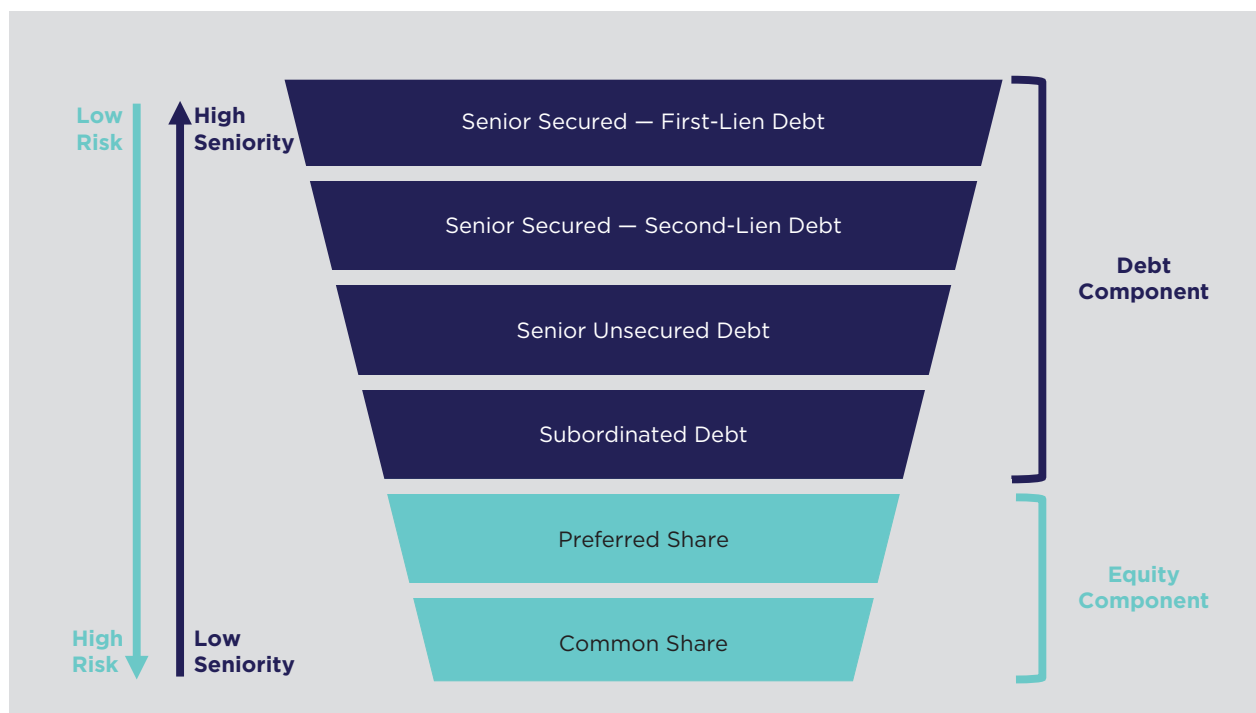 Low
Risk
High
Seniority
Senior Secured — First-Lien Debt
Senior Secured — Second-Lien Debt
Senior Unsecured Debt
Subordinated Debt
Debt
Component
Preferred Share
Common Share
Equity
Component
High
Risk
Low
Seniority